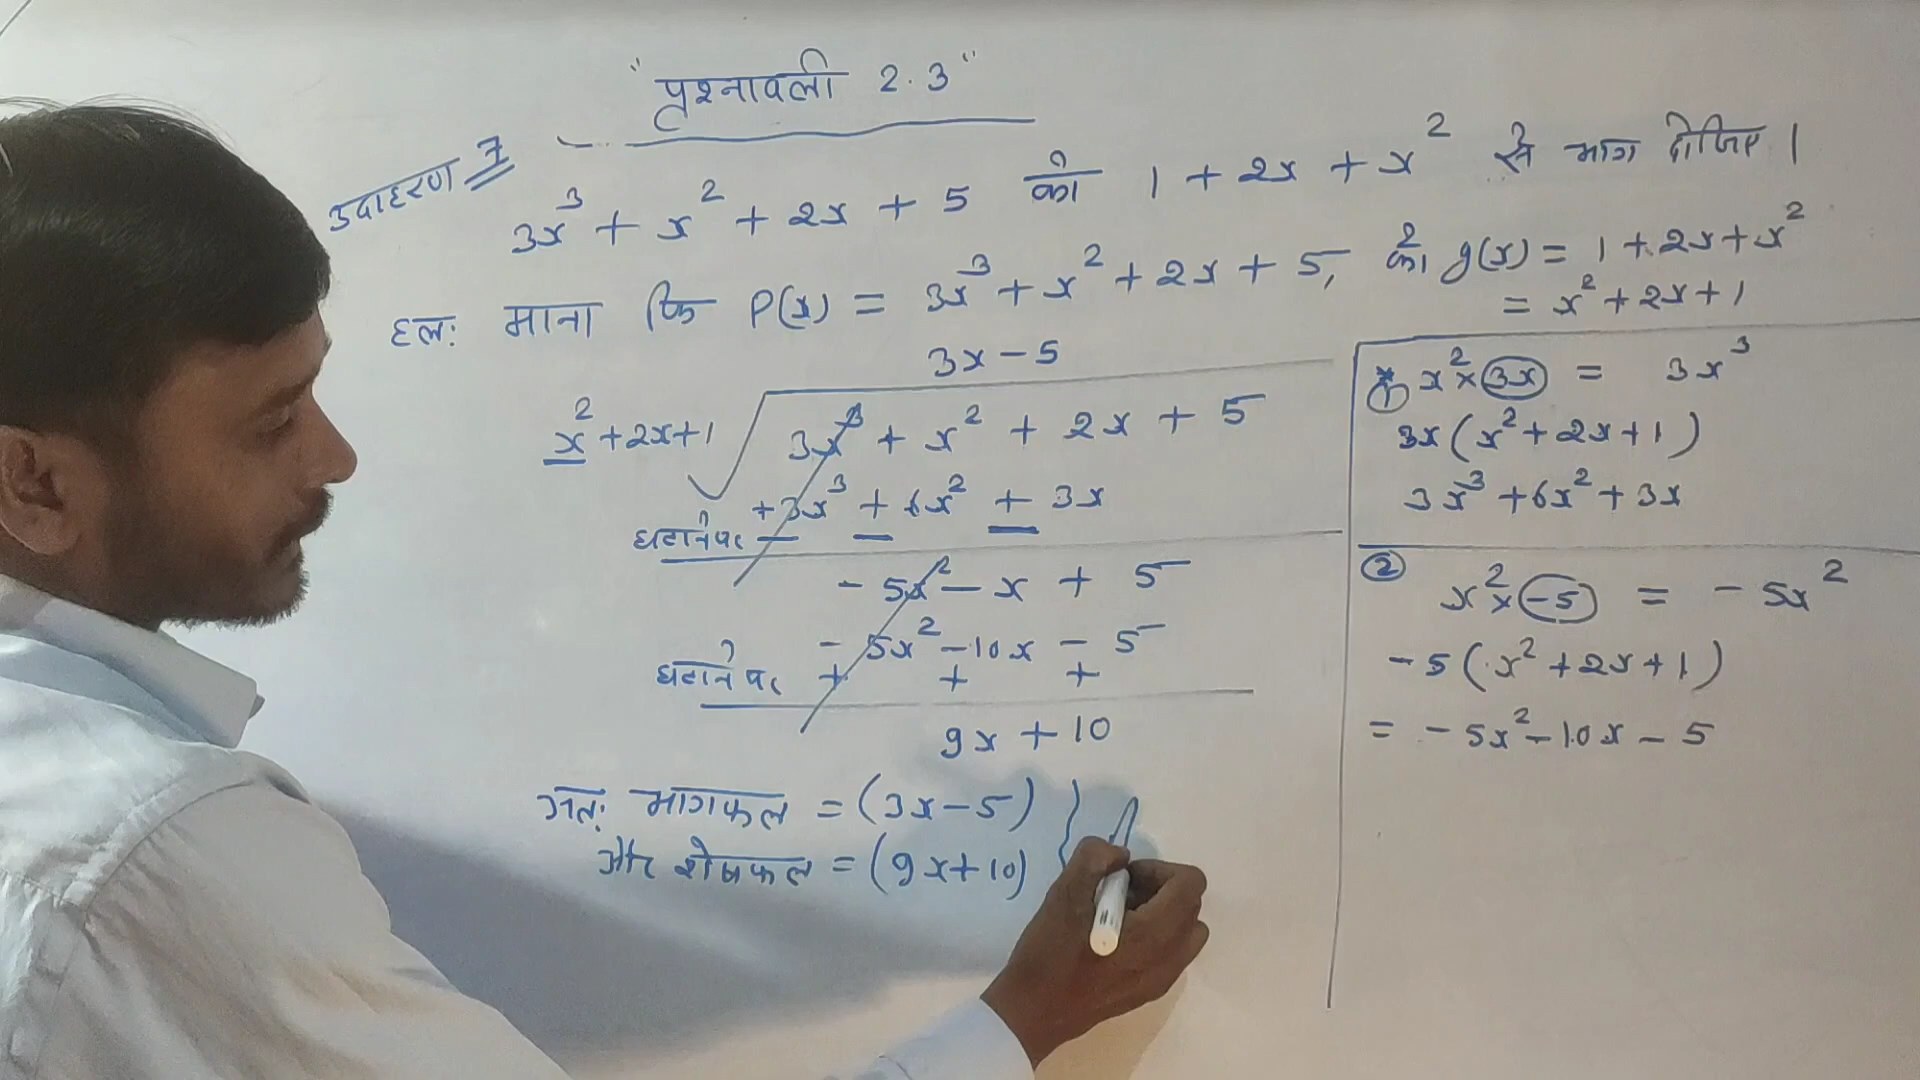 "प्रश्नावली 2.3"
उदाहरण 7
3x³ + x² + 2x + 5 को 1 + 2x + x² से भाग दीजिए।
हल: माना कि P(x) = 3x³ + x² + 2x + 5, को g(x) = 1 + 2x + x²
= x² + 2x + 1
3x - 5
x² + 2x + 1 √ 3x³ + x² + 2x + 5
+3x³ + 6x² + 3x
घटाने पर - - -
- 5x² - x + 5
- 5x² - 10x - 5
घटाने पर + + +
9x + 10
अतः भागफल = (3x - 5)
और शेषफल = (9x + 10)
* ① x² × 3x = 3x³
3x (x² + 2x + 1)
3x³ + 6x² + 3x
② x² × -5 = - 5x²
- 5 (x² + 2x + 1)
= - 5x² - 10x - 5